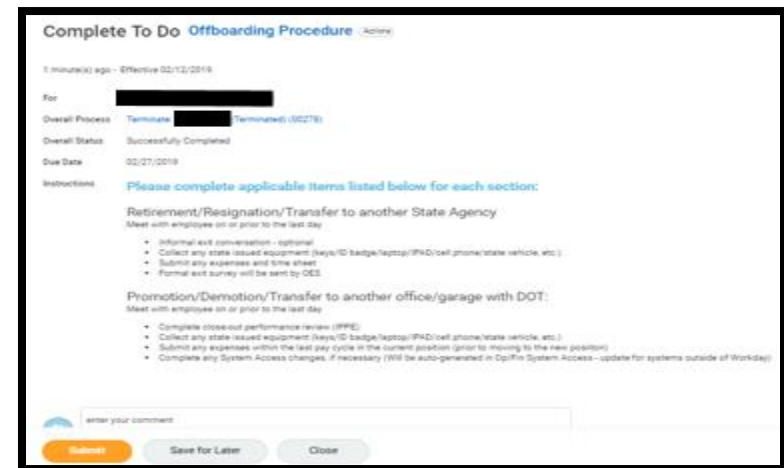 Complete To Do Offboarding Procedure Actions
1 minute(s) ago - Effective 02/12/2019
For
Overall Process Terminate (Terminated) (00278)
Overall Status Successfully Completed
Due Date 02/27/2019
Instructions Please complete applicable items listed below for each section:
Retirement/Resignation/Transfer to another State Agency
Meet with employee on or prior to the last day
• Informal exit conversation - optional
• Collect any state issued equipment (keys/ID badge/laptop/IPAD/cell phone/state vehicle, etc.)
• Submit any expenses and time sheet
• Formal exit survey will be sent by OES
Promotion/Demotion/Transfer to another office/garage with DOT:
Meet with employee on or prior to the last day
• Complete close-out performance review (IPPE)
• Collect any state issued equipment (keys/ID badge/laptop/IPAD/cell phone/state vehicle, etc.)
• Submit any expenses within the last pay cycle in the current position (prior to moving to the new position)
• Complete any System Access changes, if necessary (Will be auto-generated in Op/Fin System Access - update for systems outside of Workday)
enter your comment
Submit Save for Later Close